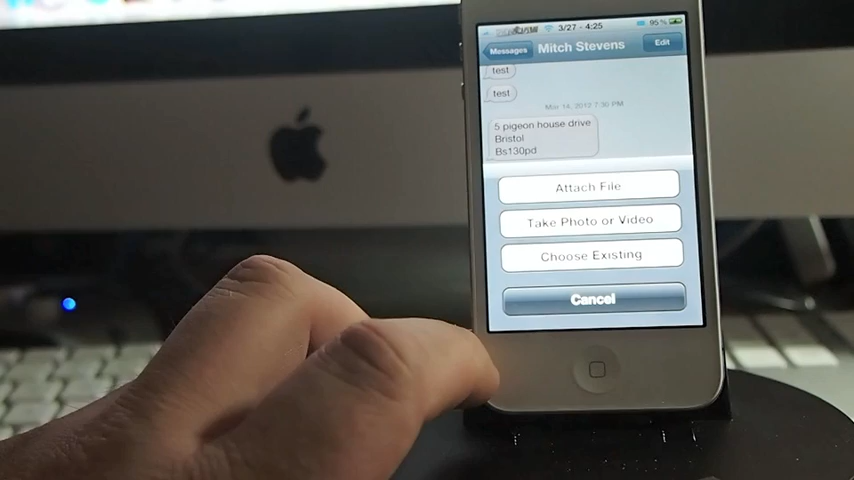 3/27 - 4:25
95%
Messages
Mitch Stevens
Edit
test
test
Mar 14, 2012 7:30 PM
5 pigeon house drive
Bristol
Bs130pd
Attach File
Take Photo or Video
Choose Existing
Cancel